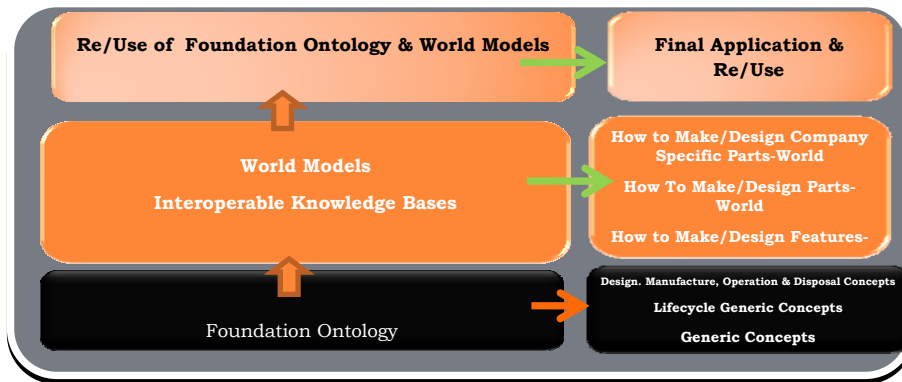 Re/Use of Foundation Ontology & World Models
Final Application &
Re/Use
World Models
Interoperable Knowledge Bases
How to Make/Design Company
Specific Parts-World
How To Make/Design Parts-
World
How to Make/Design Features-
Foundation Ontology
Design. Manufacture, Operation & Disposal Concepts
Lifecycle Generic Concepts
Generic Concepts